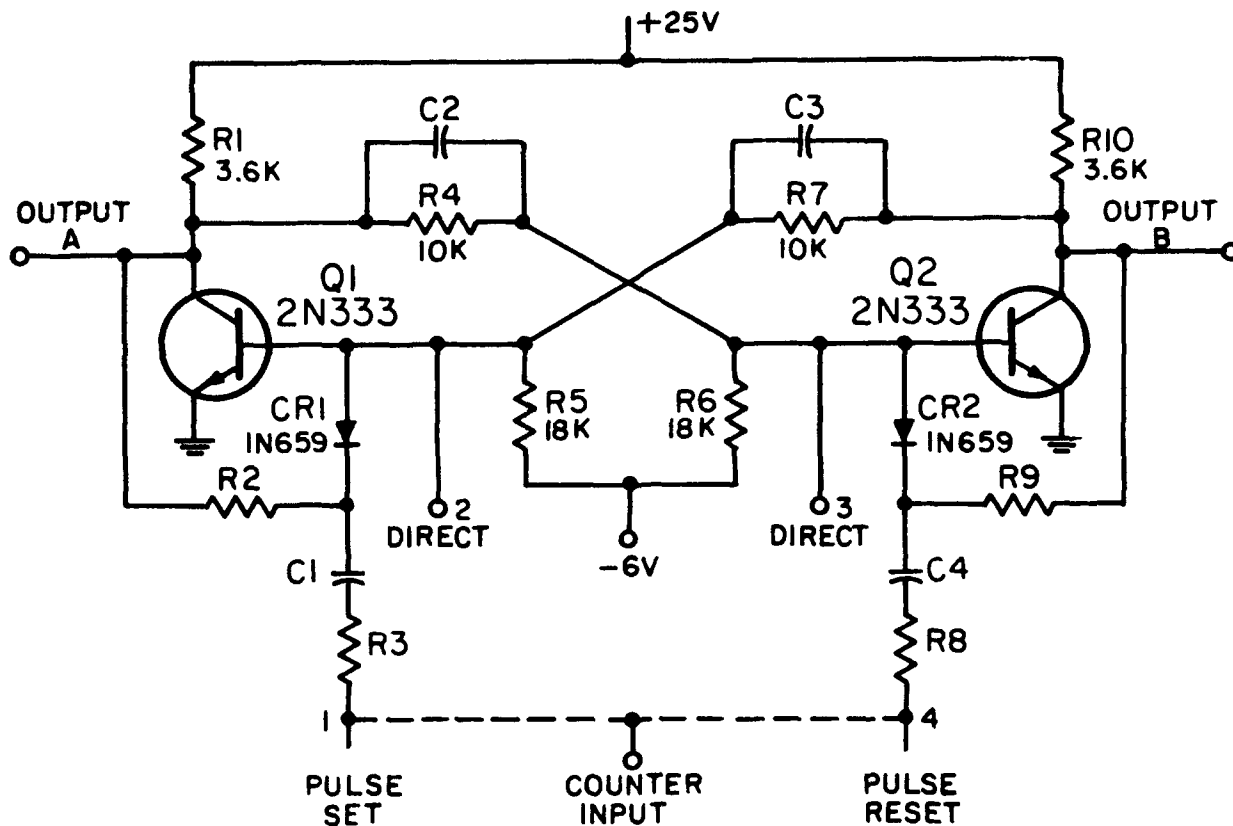 +25V
C2
C3
R1
3.6K
R10
3.6K
R4
10K
R7
10K
OUTPUT
A
OUTPUT
B
Q1
2N333
Q2
2N333
CR1
1N659
R5
18K
R6
18K
CR2
1N659
R2
R9
2
DIRECT
3
DIRECT
-6V
C1
C4
R3
R8
1
4
PULSE
SET
COUNTER
INPUT
PULSE
RESET